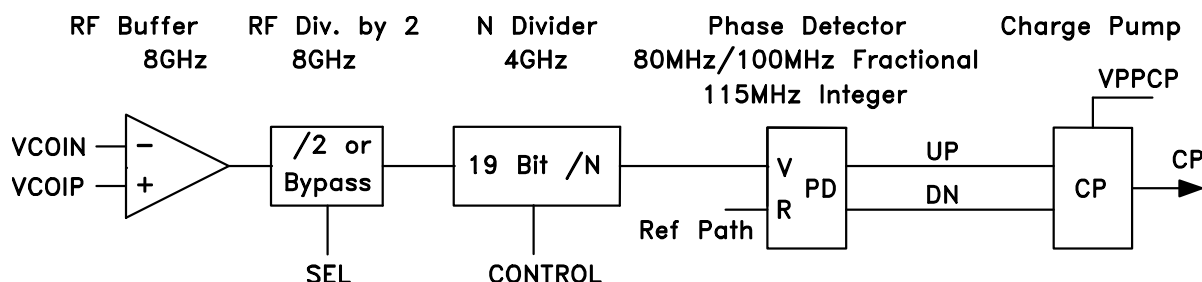 RF Buffer
8GHz
RF Div. by 2
8GHz
N Divider
4GHz
Phase Detector
80MHz/100MHz Fractional
115MHz Integer
Charge Pump
VPPCP
VCOIN
VCOIP
−
+
/2 or
Bypass
SEL
19 Bit /N
CONTROL
V
R
PD
Ref Path
UP
DN
CP
CP